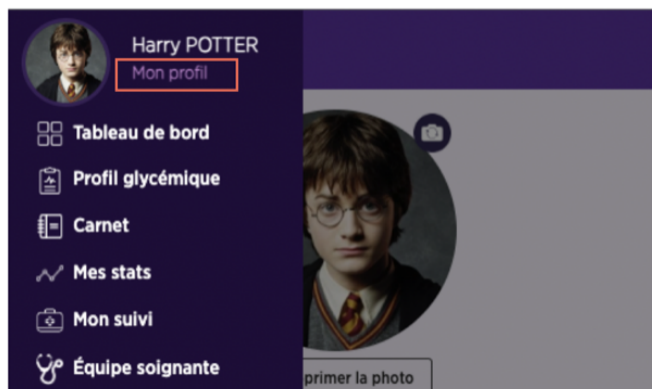 Harry POTTER
Mon profil
Tableau de bord
Profil glycémique
Carnet
Mes stats
Mon suivi
Équipe soignante
primer la photo